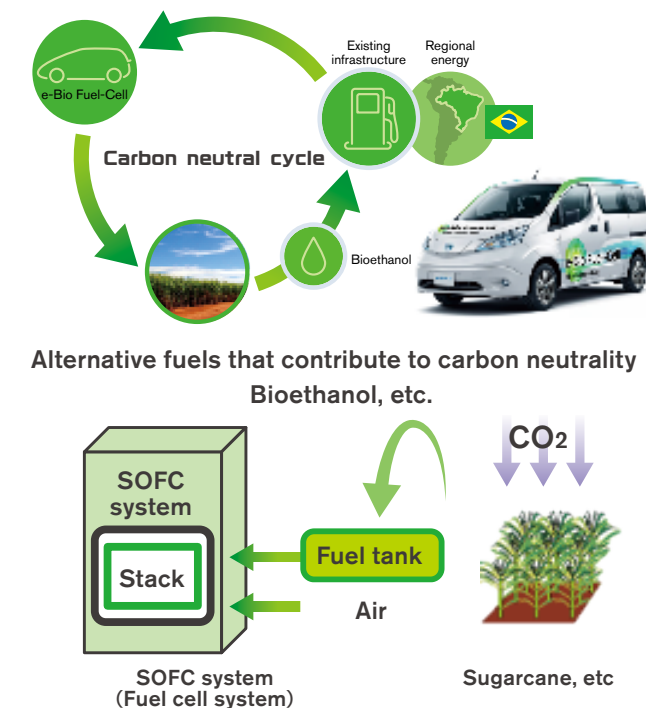 Existing
infrastructure
Regional
energy
e-Bio Fuel-Cell
Carbon neutral cycle
Bioethanol
Alternative fuels that contribute to carbon neutrality
Bioethanol, etc.
CO2
SOFC
system
Stack
Fuel tank
Air
SOFC system
(Fuel cell system)
Sugarcane, etc